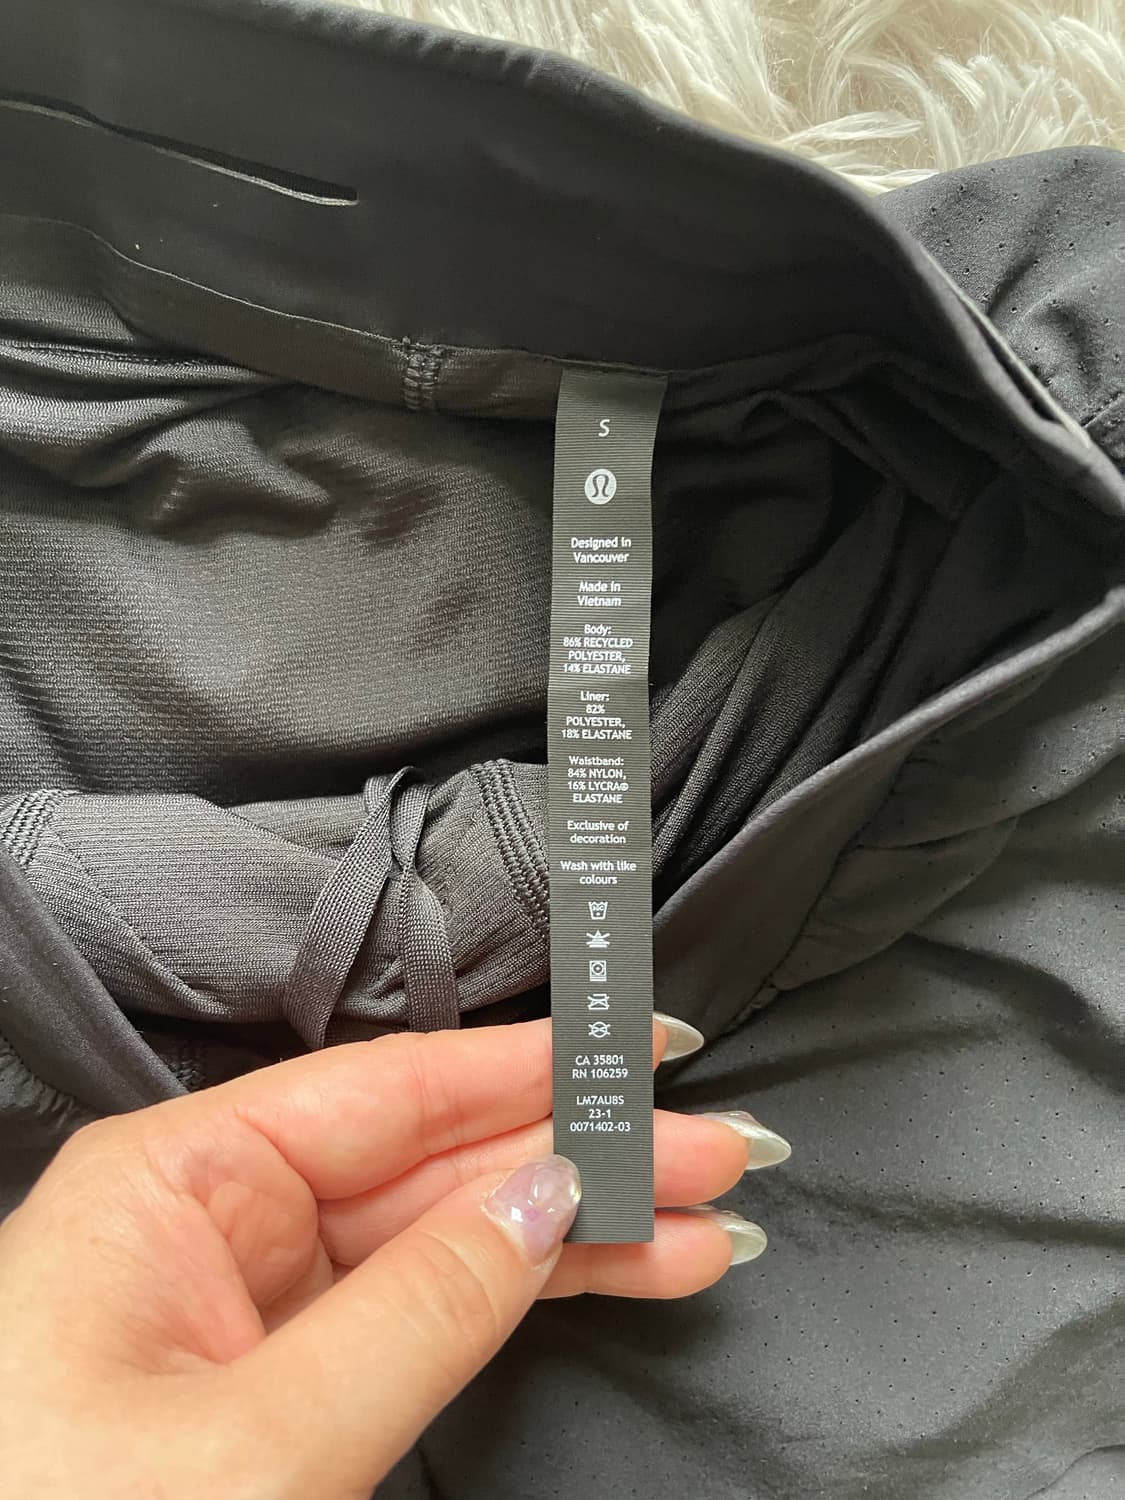 S
Designed in
Vancouver
Made in
Vietnam
Body:
86% RECYCLED
POLYESTER,
14% ELASTANE
Liner:
82%
POLYESTER,
18% ELASTANE
Waistband:
84% NYLON,
16% LYCRA®
ELASTANE
Exclusive of
decoration
Wash with like
colours
CA 35801
RN 106259
LM7AU8S
23-1
0071402-03